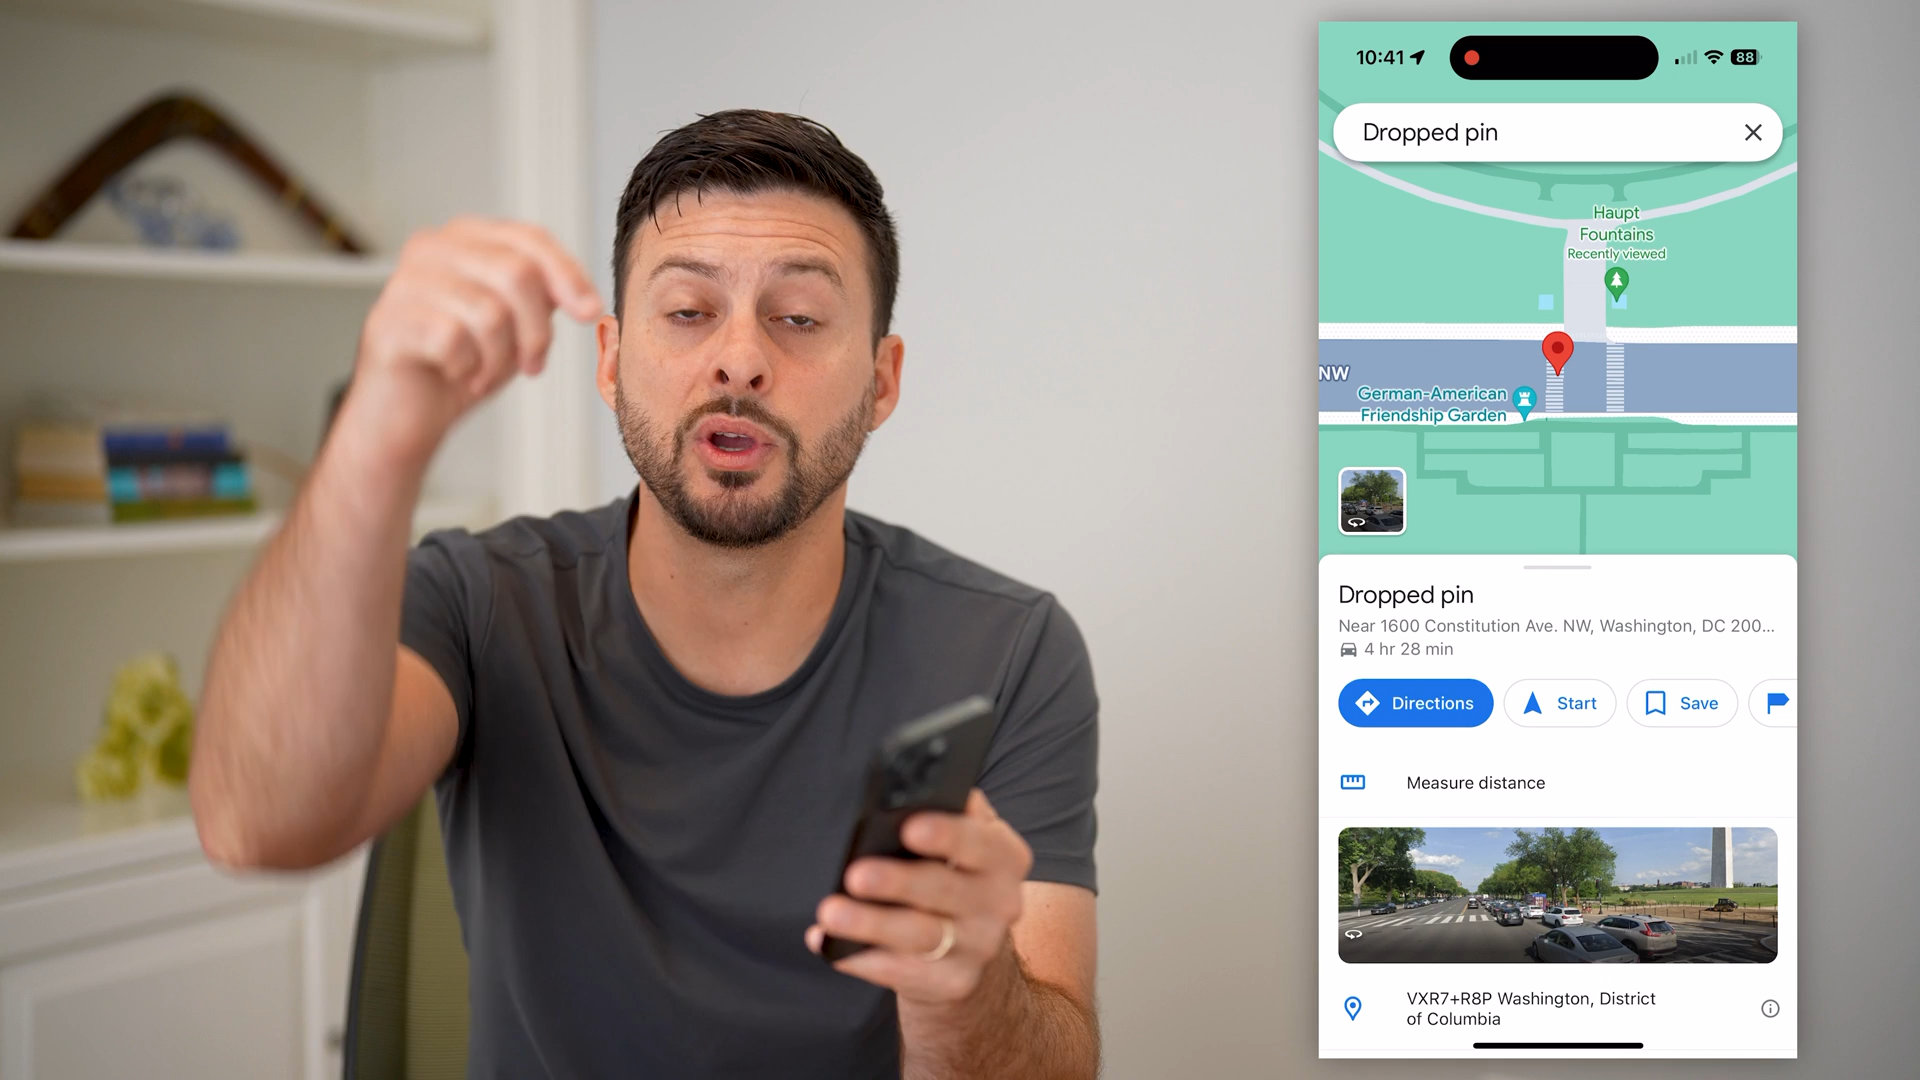 10:41
88
Dropped pin
Haupt
Fountains
Recently viewed
NW
German-American
Friendship Garden
Dropped pin
Near 1600 Constitution Ave. NW, Washington, DC 200...
4 hr 28 min
Directions
Start
Save
Measure distance
VXR7+R8P Washington, District
of Columbia